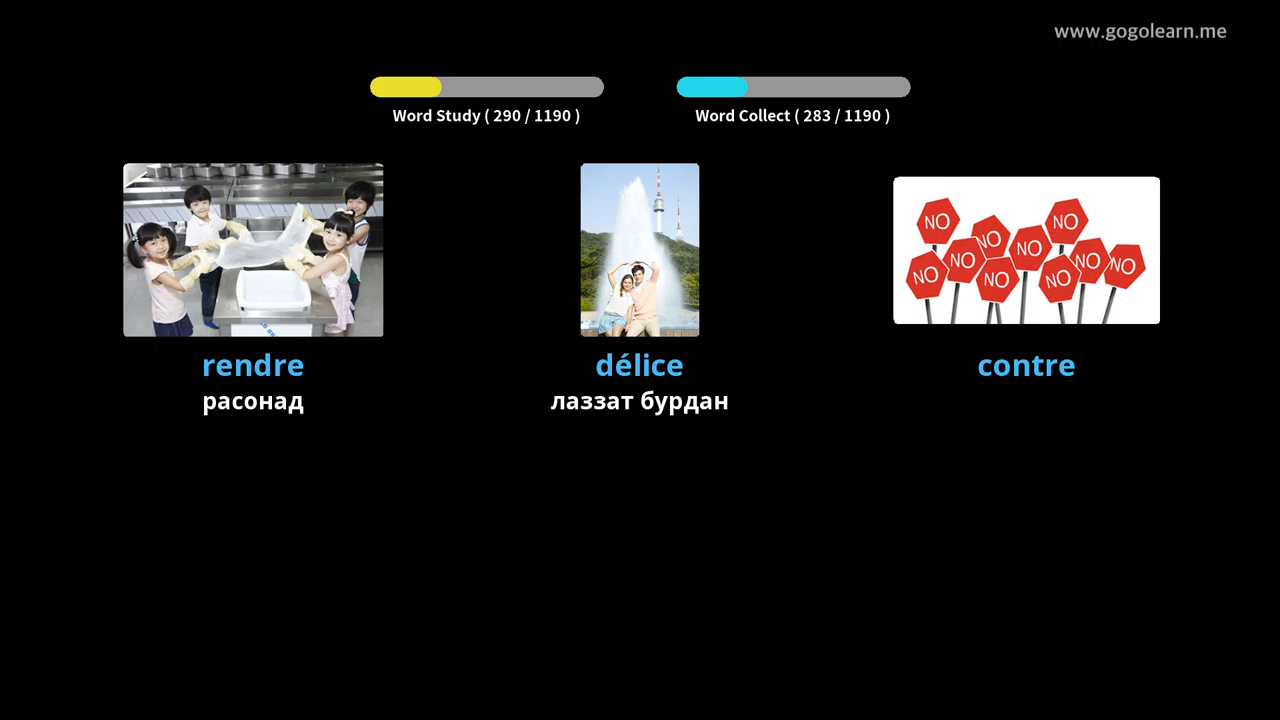 www.gogolearn.me
Word Study ( 290 / 1190 )
Word Collect ( 283 / 1190 )
NO
NO
NO
NO
NO
NO
NO
NO
NO
NO
rendre
délice
contre
расонад
лаззат бурдан